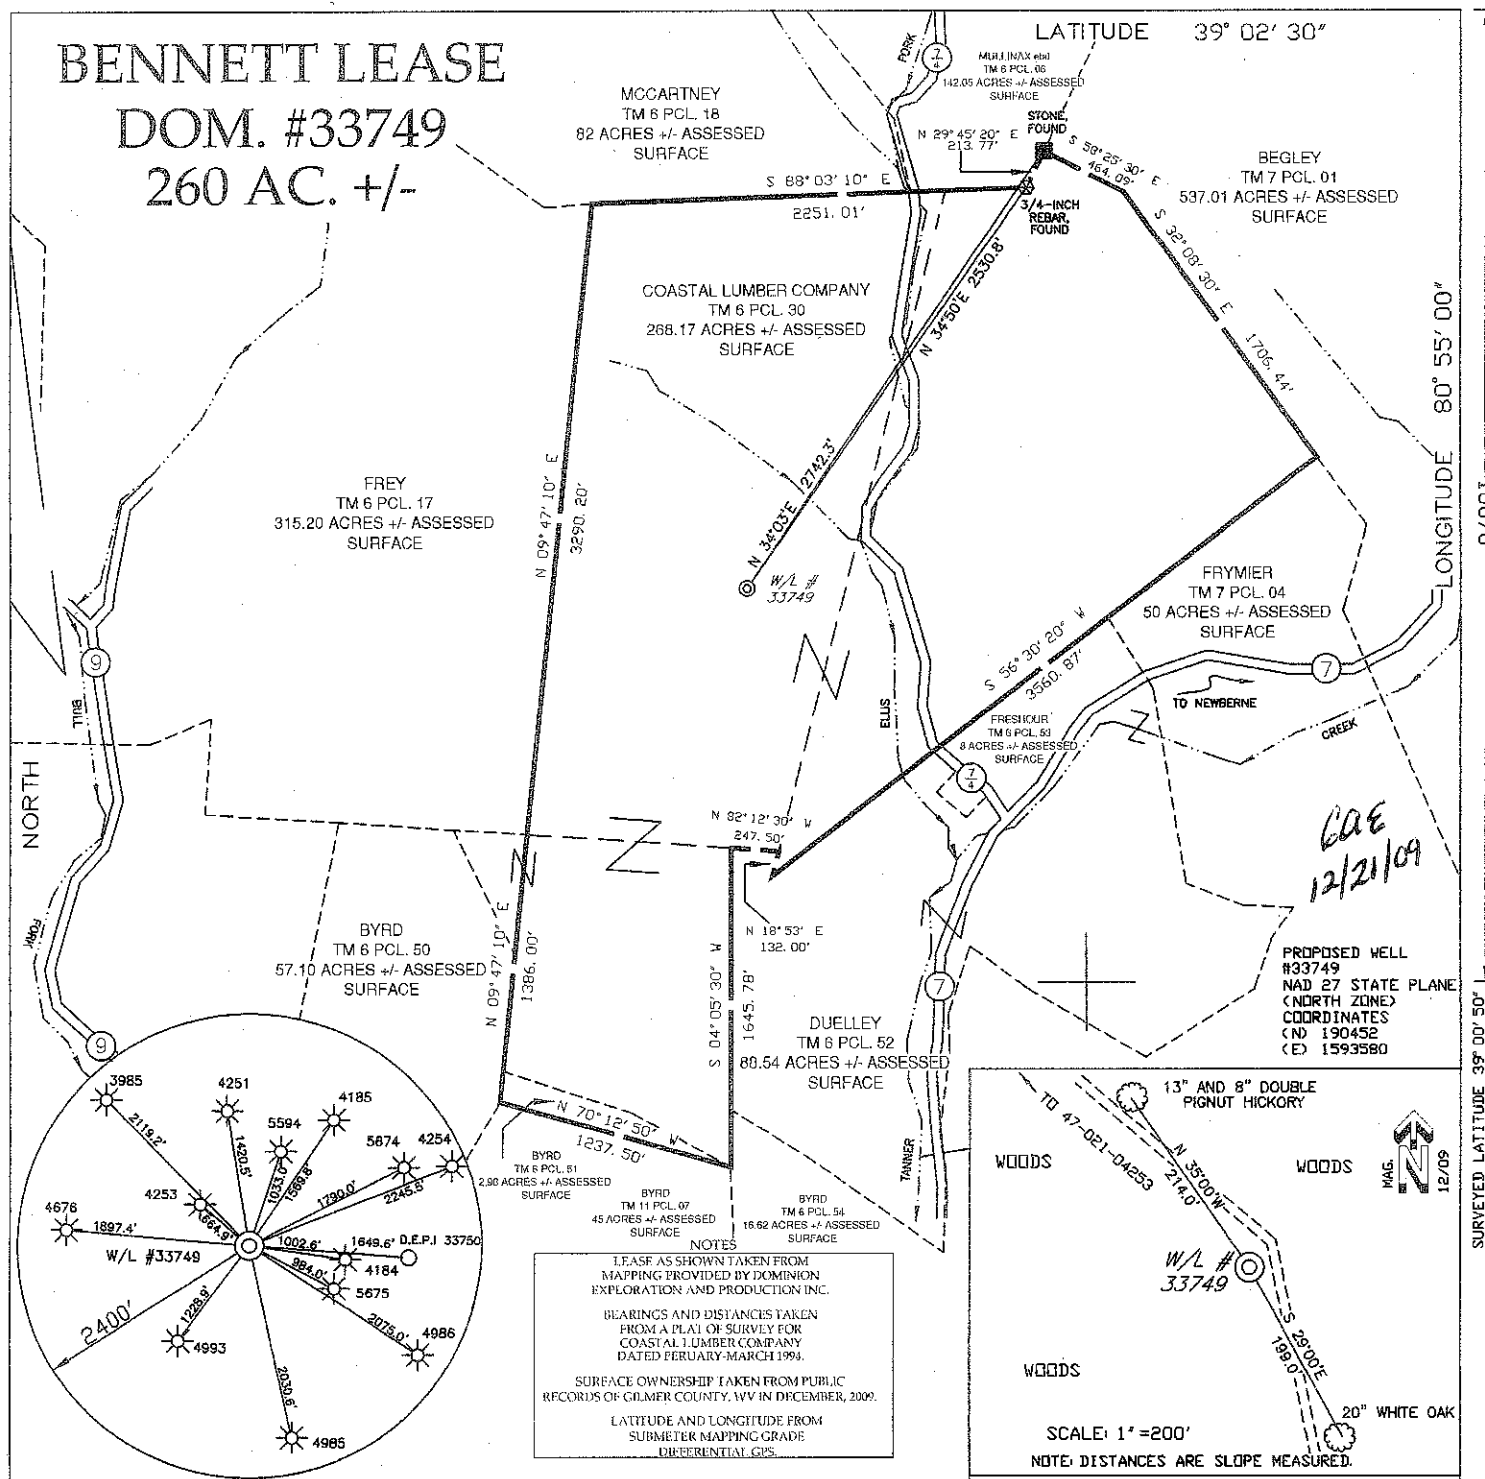 BENNETT LEASE
DOM. #33749
260 AC. +/-
LATITUDE 39° 02' 30"
LONGITUDE 80° 55' 00"
SURVEYED LATITUDE 39° 00' 50"
MCCARTNEY
TM 6 PCL. 18
82 ACRES +/- ASSESSED
SURFACE
FORK
7/4
MULLINAX etal
TM 6 PCL. 06
142.05 ACRES +/- ASSESSED
SURFACE
STONE,
FOUND
N 29° 45' 20" E
213.77'
S 58° 25' 30" E
464.09'
BEGLEY
TM 7 PCL. 01
537.01 ACRES +/- ASSESSED
SURFACE
S 88° 03' 10" E
2251.01'
3/4-INCH
REBAR,
FOUND
S 32° 08' 30" E
1706.44'
COASTAL LUMBER COMPANY
TM 6 PCL. 30
268.17 ACRES +/- ASSESSED
SURFACE
N 34°50'E 2530.8'
N 34°03'E 2742.3'
FREY
TM 6 PCL. 17
315.20 ACRES +/- ASSESSED
SURFACE
N 09° 47' 10" E
3290.20'
W/L #
33749
FRYMIER
TM 7 PCL. 04
50 ACRES +/- ASSESSED
SURFACE
9
BULL
S 56° 30' 20" W
3560.87'
7
TO NEWBERNE
ELLIS
FRESHOUR
TM 6 PCL. 53
8 ACRES +/- ASSESSED
SURFACE
CREEK
NORTH
7/4
N 82° 12' 30" W
247.50'
6AE
12/21/09
FORK
BYRD
TM 6 PCL. 50
57.10 ACRES +/- ASSESSED
SURFACE
N 09° 47' 10" E
1386.00'
N 18° 53' E
132.00'
S 04° 05' 30" W
1645.78'
7
PROPOSED WELL
#33749
NAD 27 STATE PLANE
(NORTH ZONE)
COORDINATES
(N) 190452
(E) 1593580
DUELLEY
TM 6 PCL. 52
88.54 ACRES +/- ASSESSED
SURFACE
9
N 70° 12' 50" W
1237.50'
TANNER
BYRD
TM 6 PCL. 51
2.90 ACRES +/- ASSESSED
SURFACE
BYRD
TM 11 PCL. 07
45 ACRES +/- ASSESSED
SURFACE
BYRD
TM 6 PCL. 54
16.62 ACRES +/- ASSESSED
SURFACE
3985
2119.2'
4251
1420.5'
5594
1033.0'
4185
1569.8'
5874
1790.0'
4254
2245.5'
4253
664.9'
4676
1897.4'
W/L #33749
1002.6'
4184
1649.6'
D.E.P.I 33750
984.0'
5675
2075.0'
4986
1228.9'
4993
2030.6'
4985
2400'
NOTES
LEASE AS SHOWN TAKEN FROM
MAPPING PROVIDED BY DOMINION
EXPLORATION AND PRODUCTION INC.
BEARINGS AND DISTANCES TAKEN
FROM A PLAT OF SURVEY FOR
COASTAL LUMBER COMPANY
DATED FERUARY-MARCH 1994.
SURFACE OWNERSHIP TAKEN FROM PUBLIC
RECORDS OF GILMER COUNTY, WV IN DECEMBER, 2009.
LATITUDE AND LONGITUDE FROM
SUBMETER MAPPING GRADE
DIFFERENTIAL GPS.
13" AND 8" DOUBLE
PIGNUT HICKORY
TO 47-021-04253
WOODS
N 35°00'W
214.0'
WOODS
MAG.
N
12/09
W/L #
33749
S 29°00'E
199.0'
WOODS
20" WHITE OAK
SCALE: 1"=200'
NOTE: DISTANCES ARE SLOPE MEASURED.